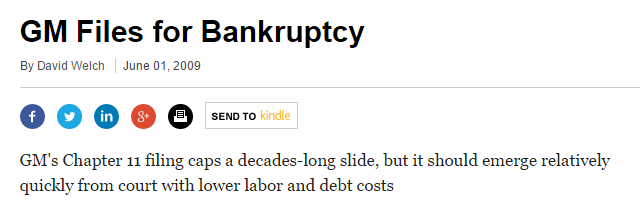 GM Files for Bankruptcy
By David Welch June 01, 2009
f in g+ SEND TO kindle
GM's Chapter 11 filing caps a decades-long slide, but it should emerge relatively
quickly from court with lower labor and debt costs